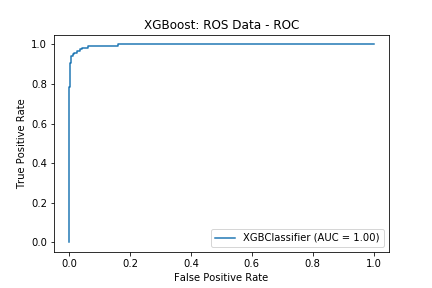 XGBoost: ROS Data - ROC
1.0
0.8
0.6
0.4
0.2
0.0
True Positive Rate
XGBClassifier (AUC = 1.00)
0.0 0.2 0.4 0.6 0.8 1.0
False Positive Rate